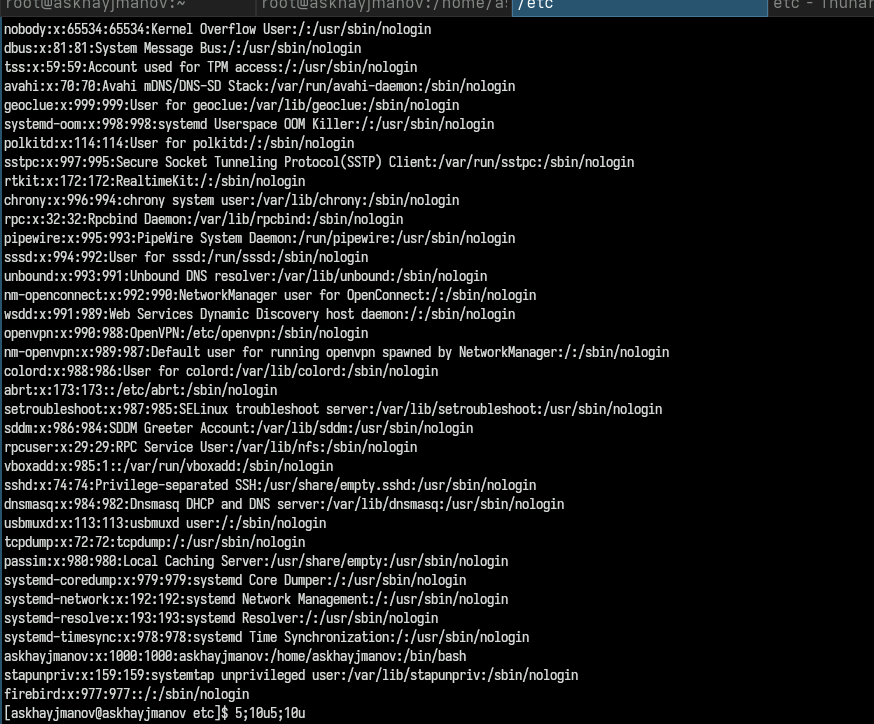 root@askhayjmanov:~ root@askhayjmanov:/home/as /etc etc - Thunar
nobody:x:65534:65534:Kernel Overflow User:/:/usr/sbin/nologin
dbus:x:81:81:System Message Bus:/:/usr/sbin/nologin
tss:x:59:59:Account used for TPM access:/:/usr/sbin/nologin
avahi:x:70:70:Avahi mDNS/DNS-SD Stack:/var/run/avahi-daemon:/sbin/nologin
geoclue:x:999:999:User for geoclue:/var/lib/geoclue:/sbin/nologin
systemd-oom:x:998:998:systemd Userspace OOM Killer:/:/usr/sbin/nologin
polkitd:x:114:114:User for polkitd:/:/sbin/nologin
sstpc:x:997:995:Secure Socket Tunneling Protocol(SSTP) Client:/var/run/sstpc:/sbin/nologin
rtkit:x:172:172:RealtimeKit:/:/sbin/nologin
chrony:x:996:994:chrony system user:/var/lib/chrony:/sbin/nologin
rpc:x:32:32:Rpcbind Daemon:/var/lib/rpcbind:/sbin/nologin
pipewire:x:995:993:PipeWire System Daemon:/run/pipewire:/usr/sbin/nologin
sssd:x:994:992:User for sssd:/run/sssd:/sbin/nologin
unbound:x:993:991:Unbound DNS resolver:/var/lib/unbound:/sbin/nologin
nm-openconnect:x:992:990:NetworkManager user for OpenConnect:/:/sbin/nologin
wsdd:x:991:989:Web Services Dynamic Discovery host daemon:/:/sbin/nologin
openvpn:x:990:988:OpenVPN:/etc/openvpn:/sbin/nologin
nm-openvpn:x:989:987:Default user for running openvpn spawned by NetworkManager:/:/sbin/nologin
colord:x:988:986:User for colord:/var/lib/colord:/sbin/nologin
abrt:x:173:173::/etc/abrt:/sbin/nologin
setroubleshoot:x:987:985:SELinux troubleshoot server:/var/lib/setroubleshoot:/usr/sbin/nologin
sddm:x:986:984:SDDM Greeter Account:/var/lib/sddm:/usr/sbin/nologin
rpcuser:x:29:29:RPC Service User:/var/lib/nfs:/sbin/nologin
vboxadd:x:985:1::/var/run/vboxadd:/sbin/nologin
sshd:x:74:74:Privilege-separated SSH:/usr/share/empty.sshd:/usr/sbin/nologin
dnsmasq:x:984:982:Dnsmasq DHCP and DNS server:/var/lib/dnsmasq:/usr/sbin/nologin
usbmuxd:x:113:113:usbmuxd user:/:/sbin/nologin
tcpdump:x:72:72:tcpdump:/:/usr/sbin/nologin
passim:x:980:980:Local Caching Server:/usr/share/empty:/usr/sbin/nologin
systemd-coredump:x:979:979:systemd Core Dumper:/:/usr/sbin/nologin
systemd-network:x:192:192:systemd Network Management:/:/usr/sbin/nologin
systemd-resolve:x:193:193:systemd Resolver:/:/usr/sbin/nologin
systemd-timesync:x:978:978:systemd Time Synchronization:/:/usr/sbin/nologin
askhayjmanov:x:1000:1000:askhayjmanov:/home/askhayjmanov:/bin/bash
stapunpriv:x:159:159:systemtap unprivileged user:/var/lib/stapunpriv:/sbin/nologin
firebird:x:977:977::/:/sbin/nologin
[askhayjmanov@askhayjmanov etc]$ 5;10u5;10u